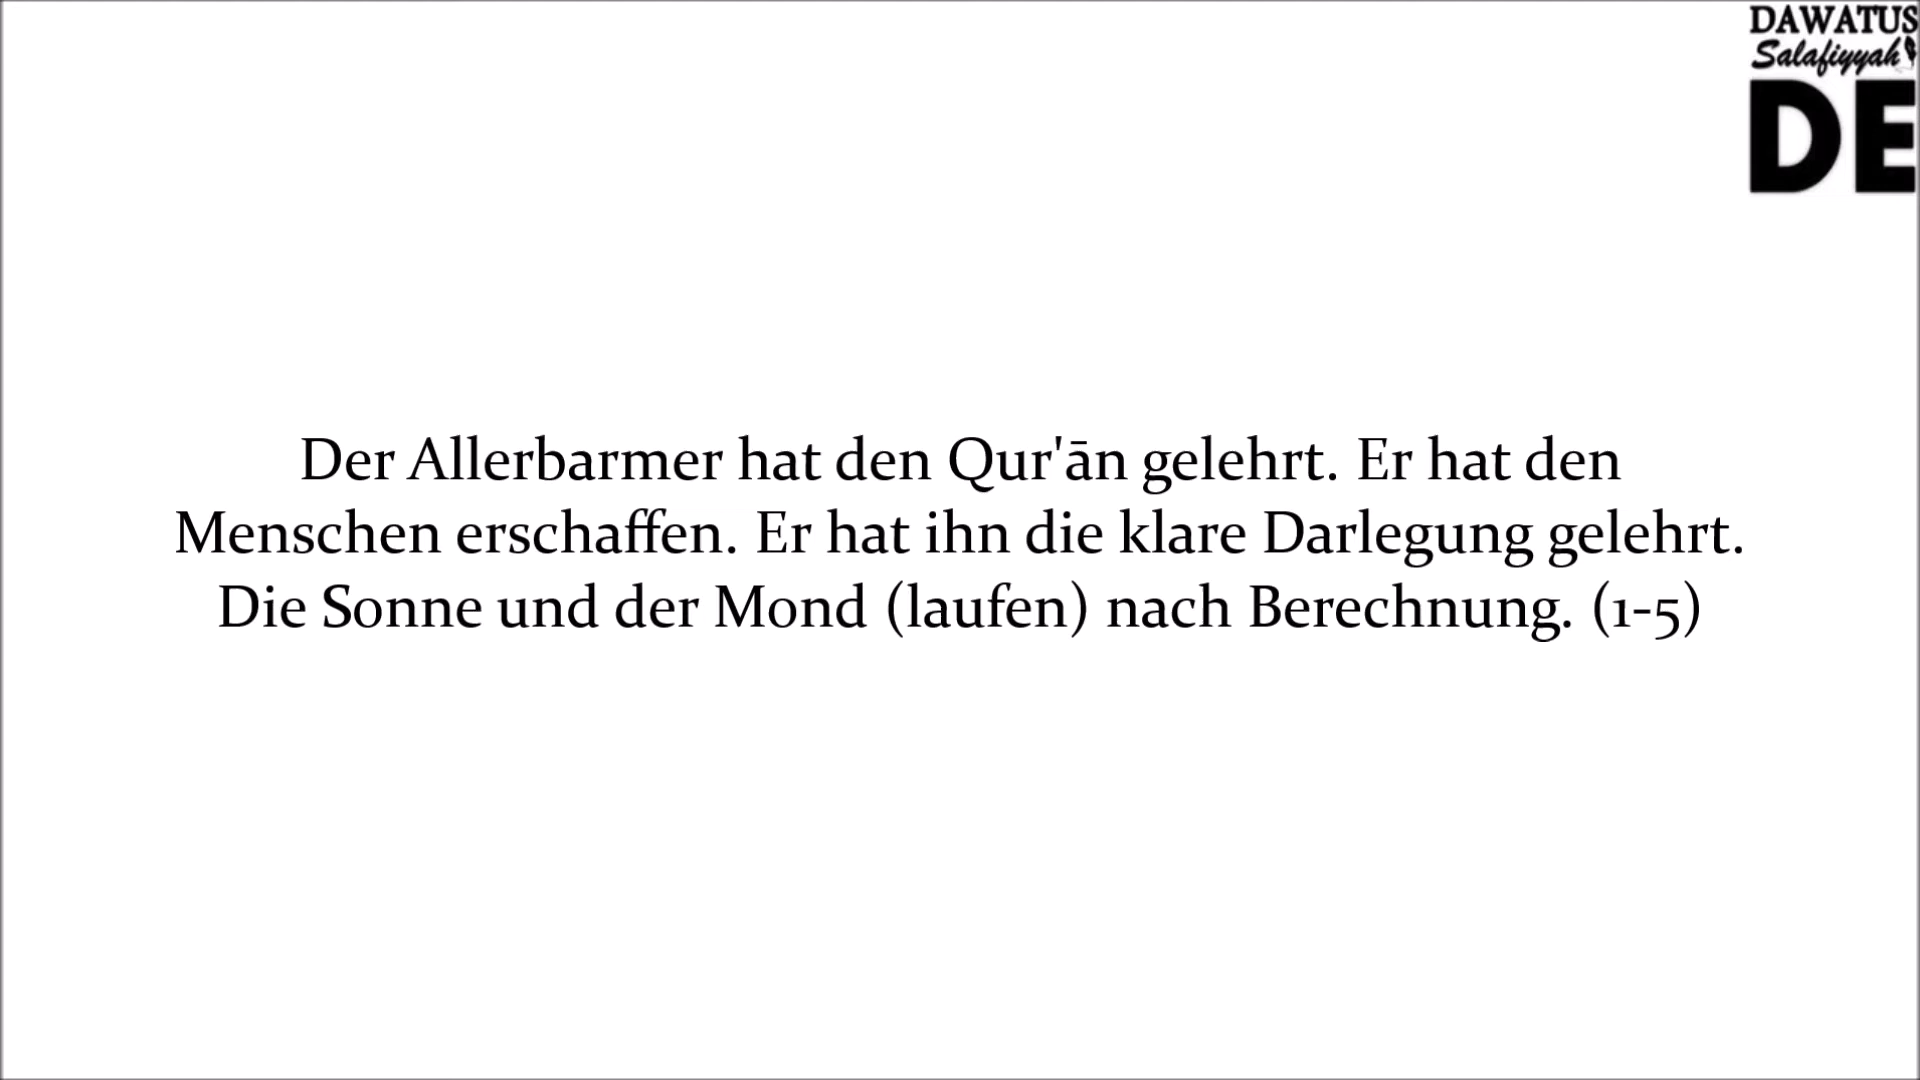 DAWATUS
Salafiyyah
DE
Der Allerbarmer hat den Qur'ān gelehrt. Er hat den
Menschen erschaffen. Er hat ihn die klare Darlegung gelehrt.
Die Sonne und der Mond (laufen) nach Berechnung. (1-5)